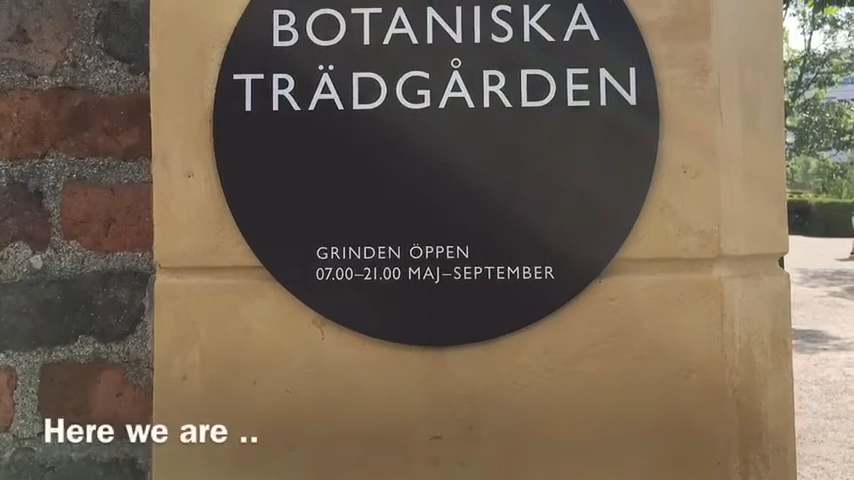 BOTANISKA
TRÄDGÅRDEN
GRINDEN ÖPPEN
07.00–21.00 MAJ–SEPTEMBER
Here we are ..